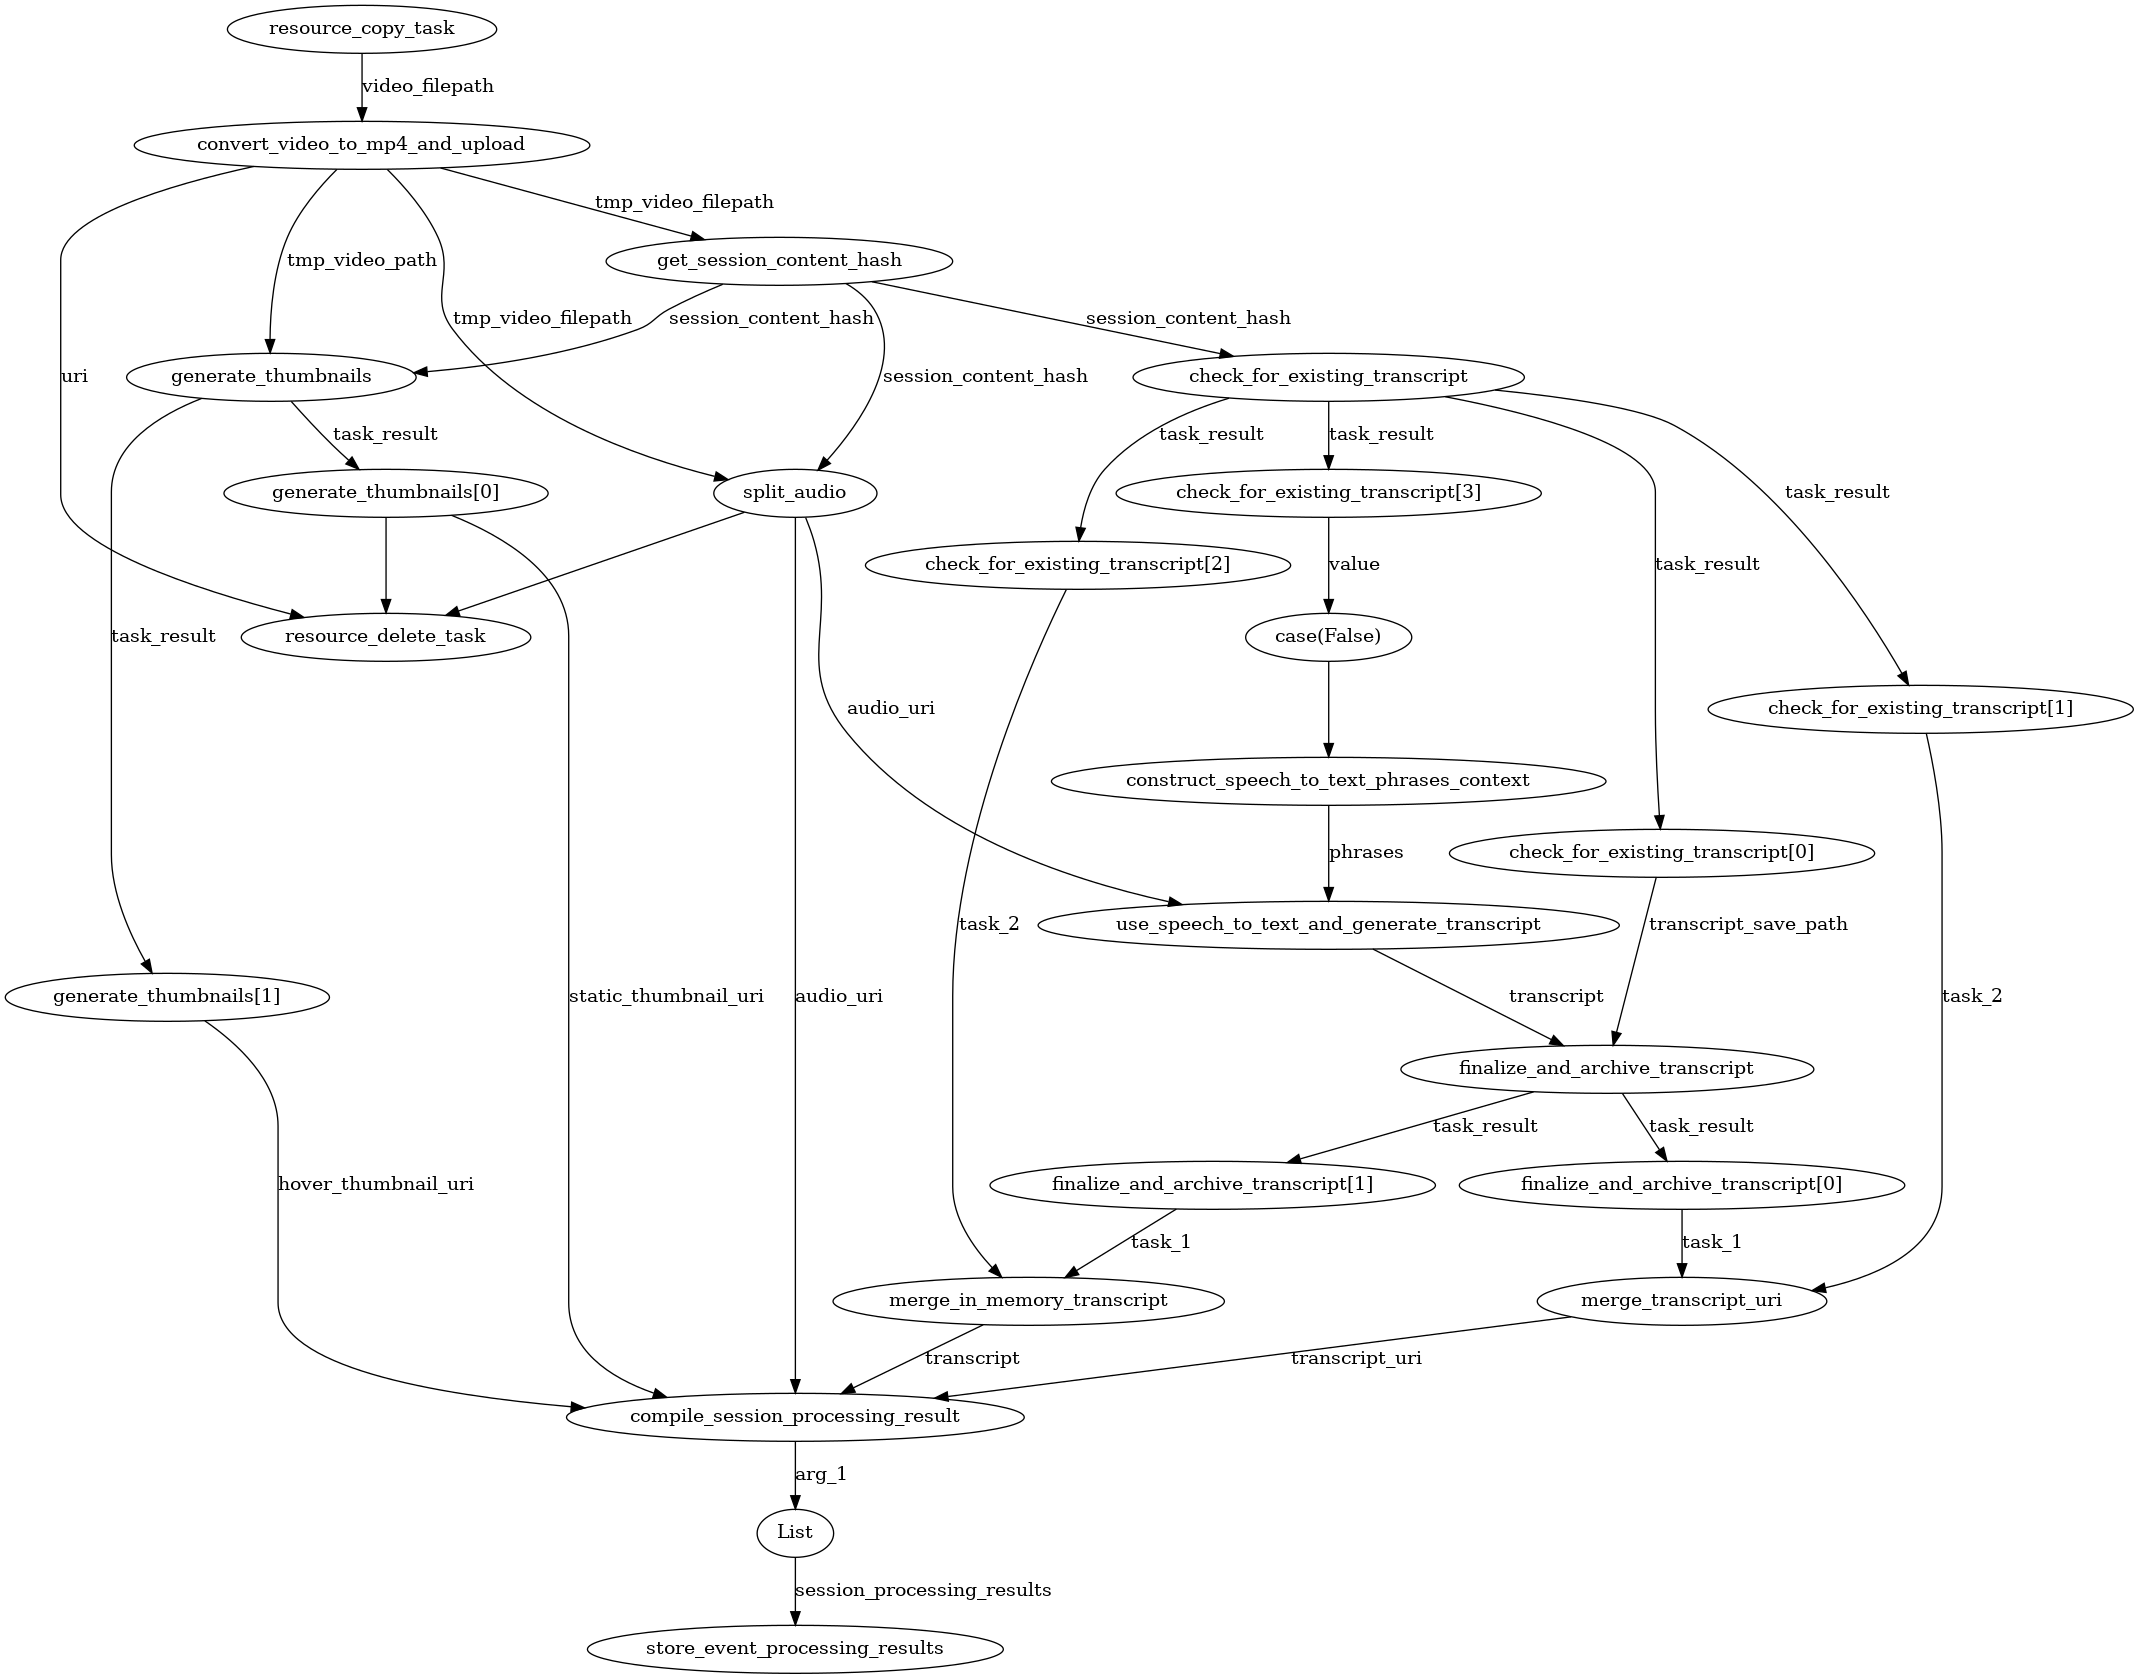 resource_copy_task
video_filepath
convert_video_to_mp4_and_upload
tmp_video_filepath
tmp_video_path
get_session_content_hash
tmp_video_filepath
session_content_hash
session_content_hash
uri
generate_thumbnails
session_content_hash
check_for_existing_transcript
task_result
task_result
task_result
generate_thumbnails[0]
split_audio
check_for_existing_transcript[3]
task_result
check_for_existing_transcript[2]
value
task_result
task_result
resource_delete_task
case(False)
audio_uri
check_for_existing_transcript[1]
construct_speech_to_text_phrases_context
phrases
check_for_existing_transcript[0]
task_2
use_speech_to_text_and_generate_transcript
transcript_save_path
generate_thumbnails[1]
static_thumbnail_uri
audio_uri
transcript
task_2
finalize_and_archive_transcript
task_result
task_result
hover_thumbnail_uri
finalize_and_archive_transcript[1]
finalize_and_archive_transcript[0]
task_1
task_1
merge_in_memory_transcript
merge_transcript_uri
transcript
transcript_uri
compile_session_processing_result
arg_1
List
session_processing_results
store_event_processing_results